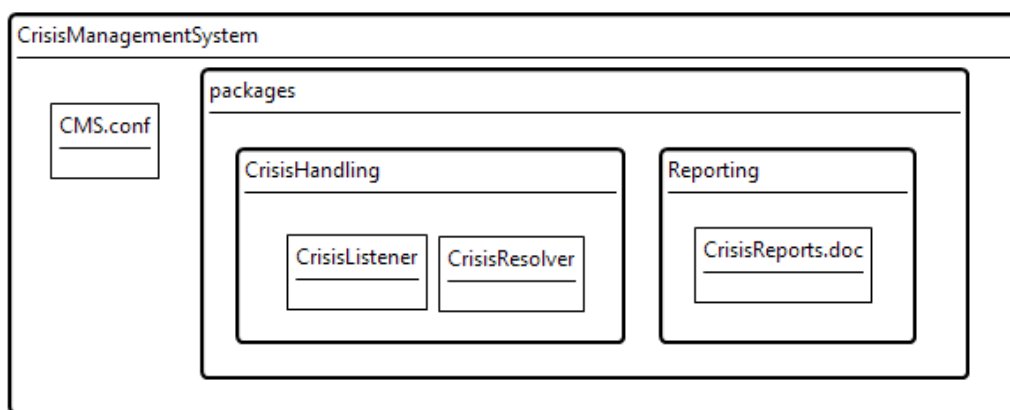 CrisisManagementSystem
packages
CMS.conf
CrisisHandling
Reporting
CrisisListener
CrisisResolver
CrisisReports.doc